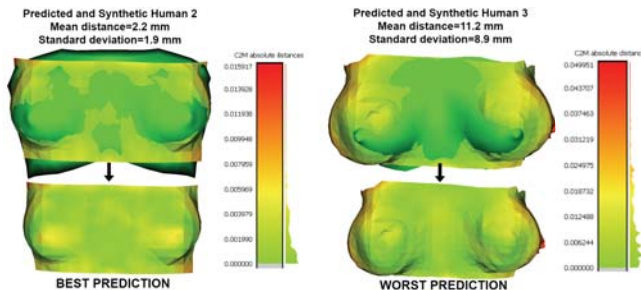 Predicted and Synthetic Human 2
Mean distance=2.2 mm
Standard deviation=1.9 mm
C2M absolute distances
0.015917
0.013928
0.011938
0.009948
0.007959
0.005969
0.003979
0.001990
0.000000
BEST PREDICTION
Predicted and Synthetic Human 3
Mean distance=11.2 mm
Standard deviation=8.9 mm
C2M absolute distan
0.049951
0.043707
0.037463
0.031219
0.024975
0.018732
0.012488
0.006244
0.000000
WORST PREDICTION